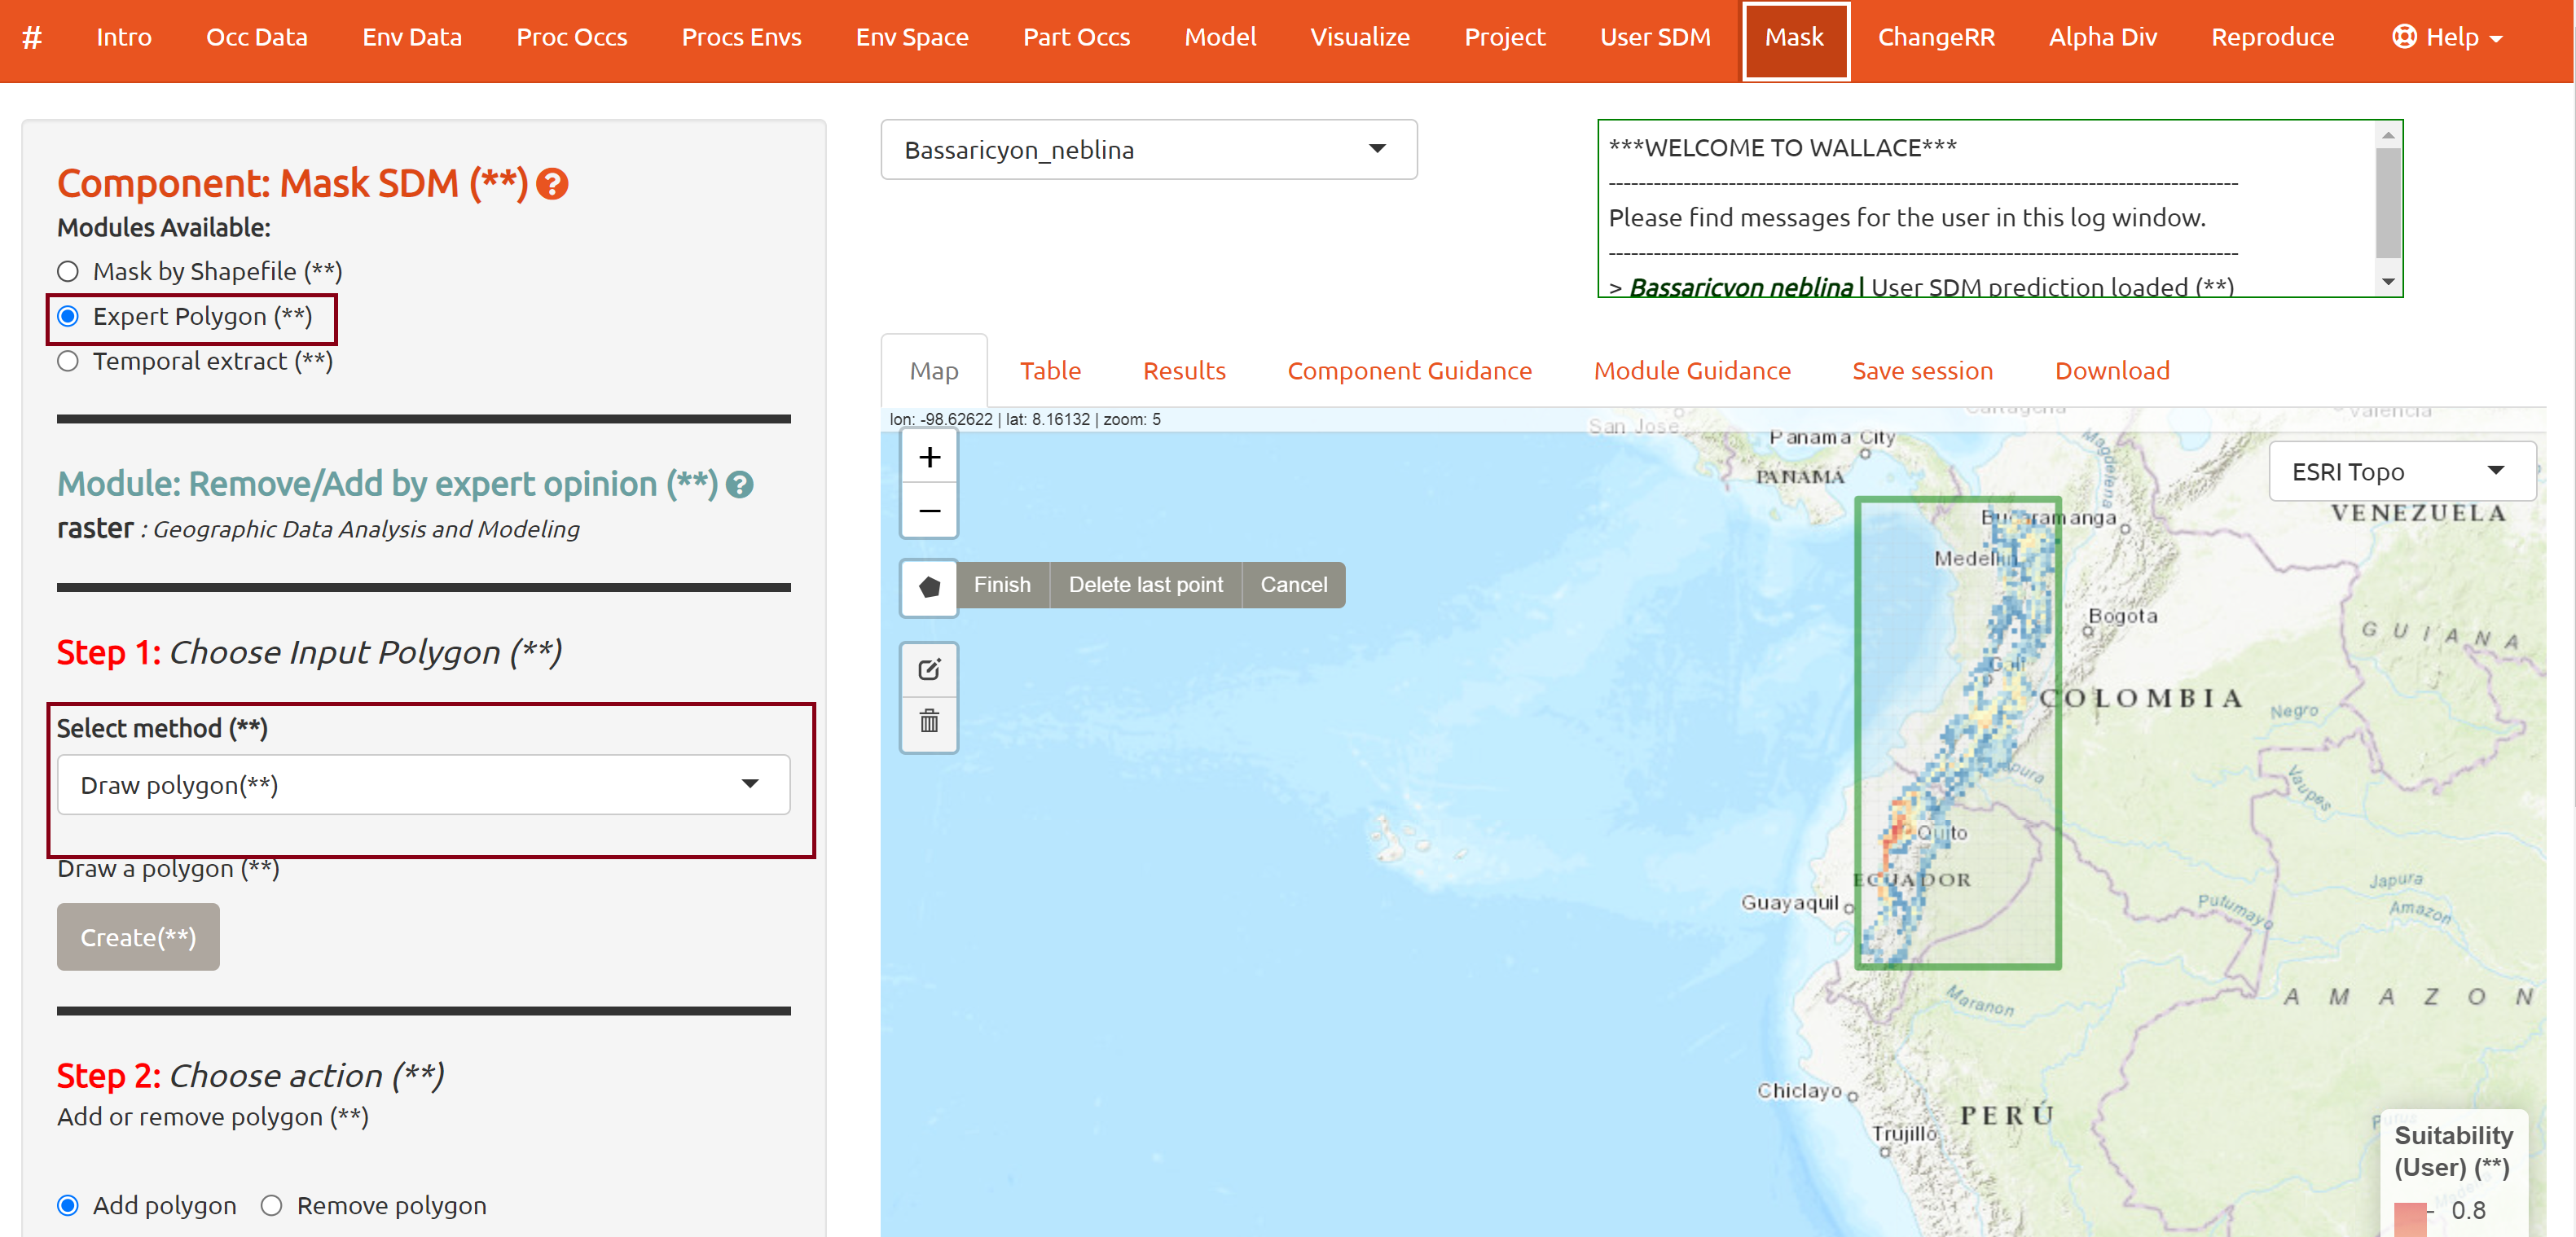 # Intro Occ Data Env Data Proc Occs Procs Envs Env Space Part Occs Model Visualize Project User SDM Mask ChangeRR Alpha Div Reproduce Help
Component: Mask SDM (**) ?
Modules Available:
Mask by Shapefile (**)
Expert Polygon (**)
Temporal extract (**)
Module: Remove/Add by expert opinion (**) ?
raster : Geographic Data Analysis and Modeling
Step 1: Choose Input Polygon (**)
Select method (**)
Draw polygon(**)
Draw a polygon (**)
Create(**)
Step 2: Choose action (**)
Add or remove polygon (**)
Add polygon Remove polygon
Bassaricyon_neblina
***WELCOME TO WALLACE***
--------------------------------------------------------------------------------
Please find messages for the user in this log window.
--------------------------------------------------------------------------------
> Bassaricyon neblina | User SDM prediction loaded (**)
Map Table Results Component Guidance Module Guidance Save session Download
lon: -98.62622 | lat: 8.16132 | zoom: 5
+
−
Finish Delete last point Cancel
ESRI Topo
Cartagena
Valencia
San Jose
Panama City
PANAMÁ
Magdalena
VENEZUELA
Bucaramanga
Medellin
Bogota
GUIANA
Cali
COLOMBIA
Negro
Vaupes
Quito
ECUADOR
Guayaquil
Japura
Putumayo
Amazon
Maranon
AMAZON
Chiclayo
PERÚ
Trujillo
Suitability
(User) (**)
0.8